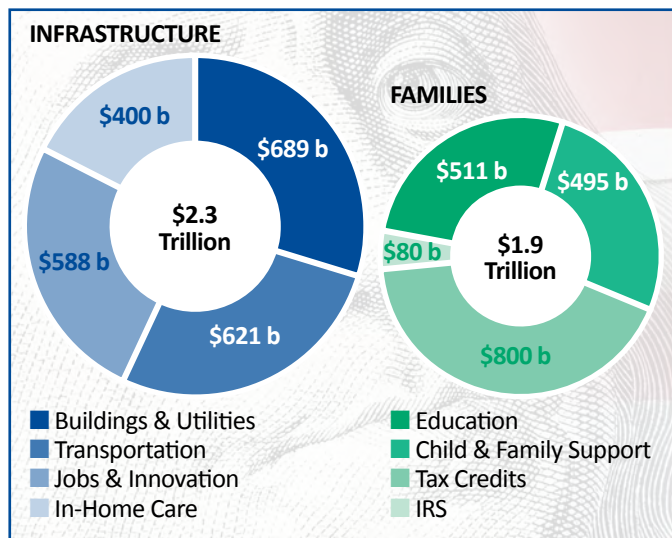 INFRASTRUCTURE
$400 b
$689 b
$2.3
Trillion
$588 b
$621 b
Buildings & Utilities
Transportation
Jobs & Innovation
In-Home Care
FAMILIES
$511 b
$495 b
$80 b
$1.9
Trillion
$800 b
Education
Child & Family Support
Tax Credits
IRS